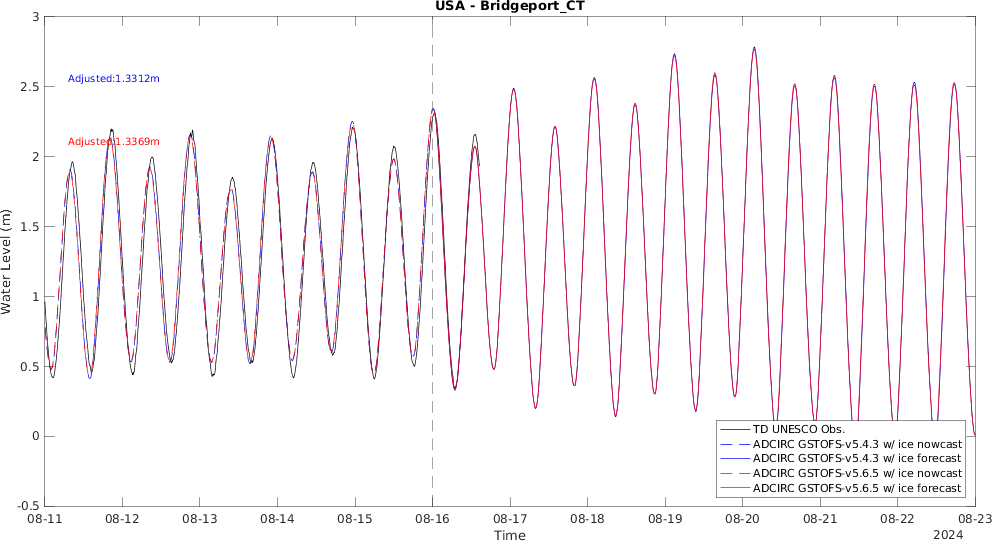 USA - Bridgeport_CT
Water Level (m)
3
2.5
2
1.5
1
0.5
0
-0.5
Adjusted:1.3312m
Adjusted:1.3369m
TD UNESCO Obs.
ADCIRC GSTOFS-v5.4.3 w/ ice nowcast
ADCIRC GSTOFS-v5.4.3 w/ ice forecast
ADCIRC GSTOFS-v5.6.5 w/ ice nowcast
ADCIRC GSTOFS-v5.6.5 w/ ice forecast
08-11 08-12 08-13 08-14 08-15 08-16 08-17 08-18 08-19 08-20 08-21 08-22 08-23
Time
2024